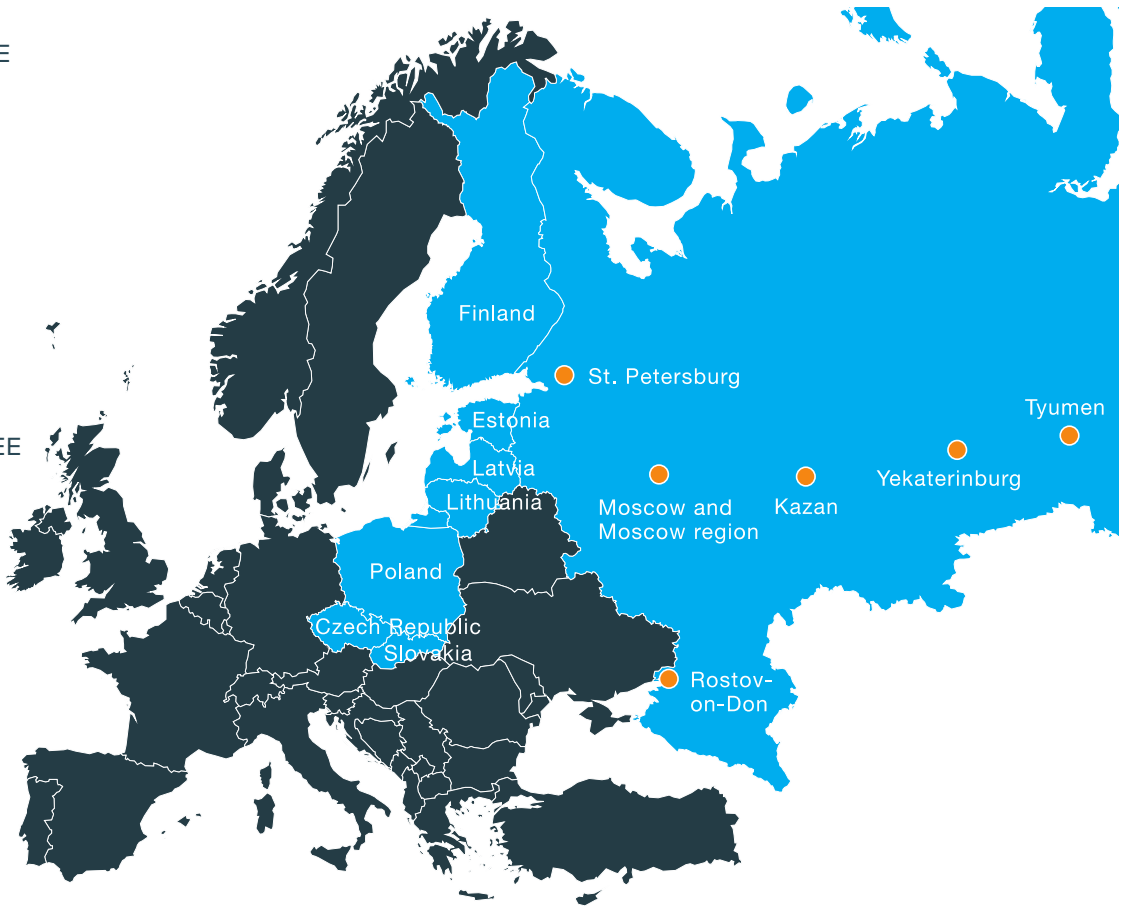 E
Finland
St. Petersburg
Tyumen
Estonia
EE
Latvia
Yekaterinburg
Lithuania
Moscow and
Moscow region
Kazan
Poland
Czech Republic
Slovakia
Rostov-
on-Don